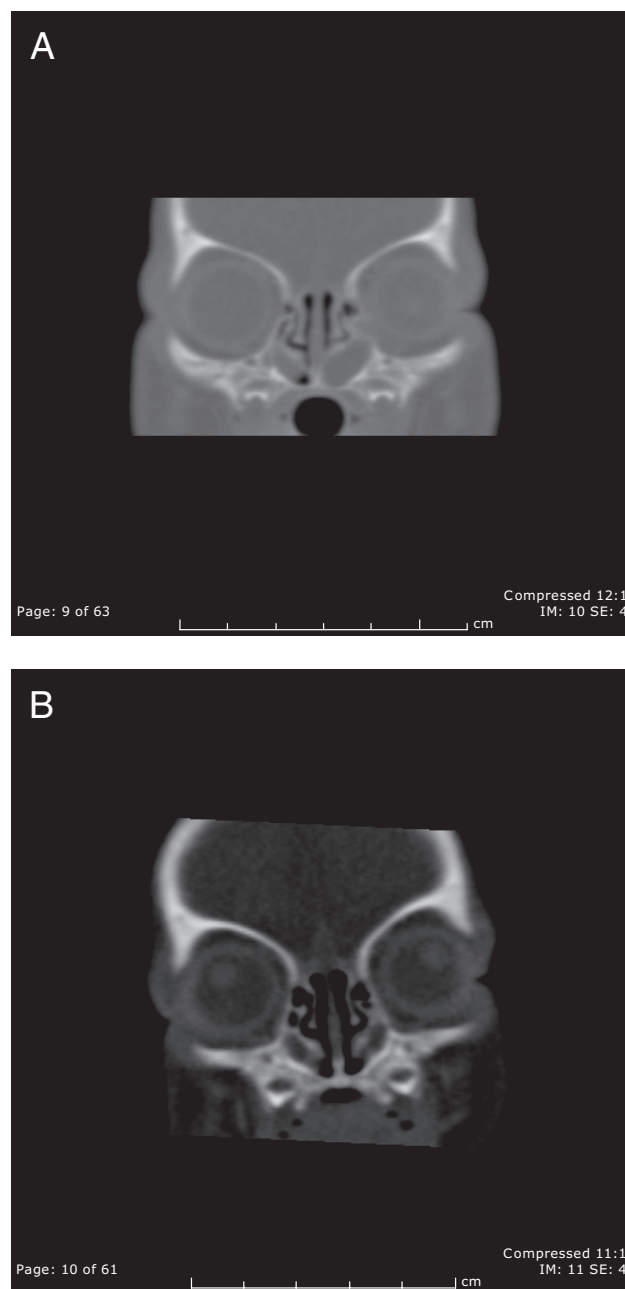 A
Compressed 12:1
Page: 9 of 63
IM: 10 SE: 4
cm
B
Compressed 11:1
Page: 10 of 61
IM: 11 SE: 4
cm